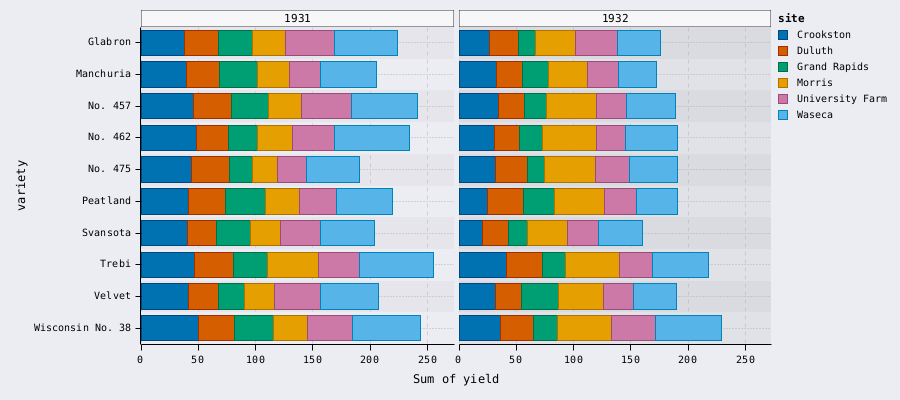 1931
1932
site
Crookston
Duluth
Grand Rapids
Morris
University Farm
Waseca
variety
Glabron
Manchuria
No. 457
No. 462
No. 475
Peatland
Svansota
Trebi
Velvet
Wisconsin No. 38
0 50 100 150 200 250
0 50 100 150 200 250
Sum of yield